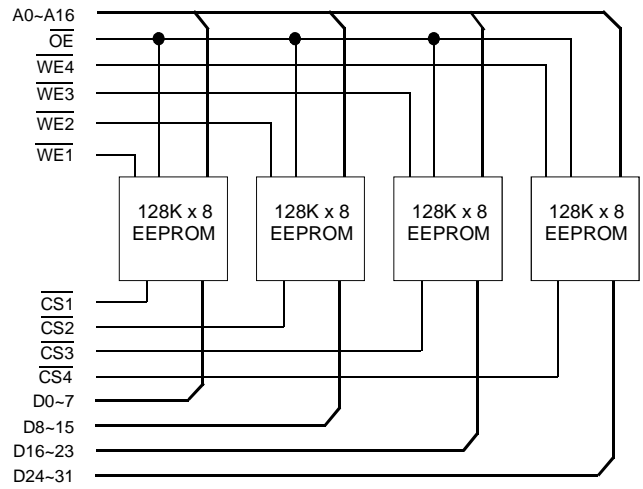 A0~A16
OE
WE4
WE3
WE2
WE1
128K x 8
EEPROM
128K x 8
EEPROM
128K x 8
EEPROM
128K x 8
EEPROM
CS1
CS2
CS3
CS4
D0~7
D8~15
D16~23
D24~31